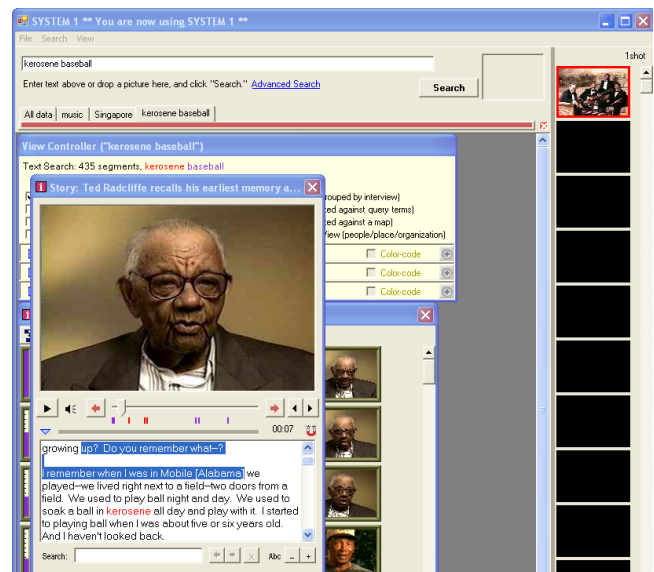 SYSTEM 1 ** You are now using SYSTEM 1 **
File Search View
kerosene baseball
Enter text above or drop a picture here, and click "Search." Advanced Search
Search
1shot
All data music Singapore kerosene baseball
View Controller ("kerosene baseball")
Text Search: 435 segments, kerosene baseball
Story: Ted Radcliffe recalls his earliest memory a...
rouped by interview)
ed against query terms)
ed against a map)
View (people/place/organization)
Color-code
Color-code
Color-code
00:07
growing up? Do you remember what--?
I remember when I was in Mobile [Alabama] we
played--we lived right next to a field--two doors from a
field. We used to play ball night and day. We used to
soak a ball in kerosene all day and play with it. I started
to playing ball when I was about five or six years old.
And I haven't looked back.
Search:
x Abc - +